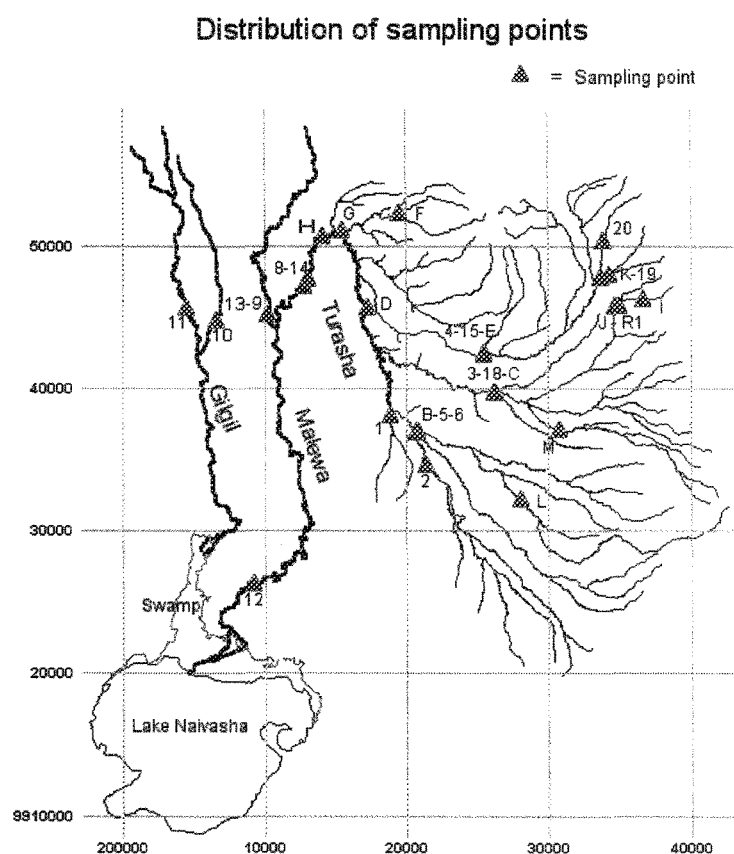 Distribution of sampling points
= Sampling point
G
F
H
20
50000
8-14
K-19
13-9
D
I
11
10
Turasha
4-15-E
J
R1
3-18-C
40000
Gilgil
Malewa
1
B-5-6
M
2
L
30000
12
Swamp
20000
Lake Naivasha
9910000
200000 10000 20000 30000 40000